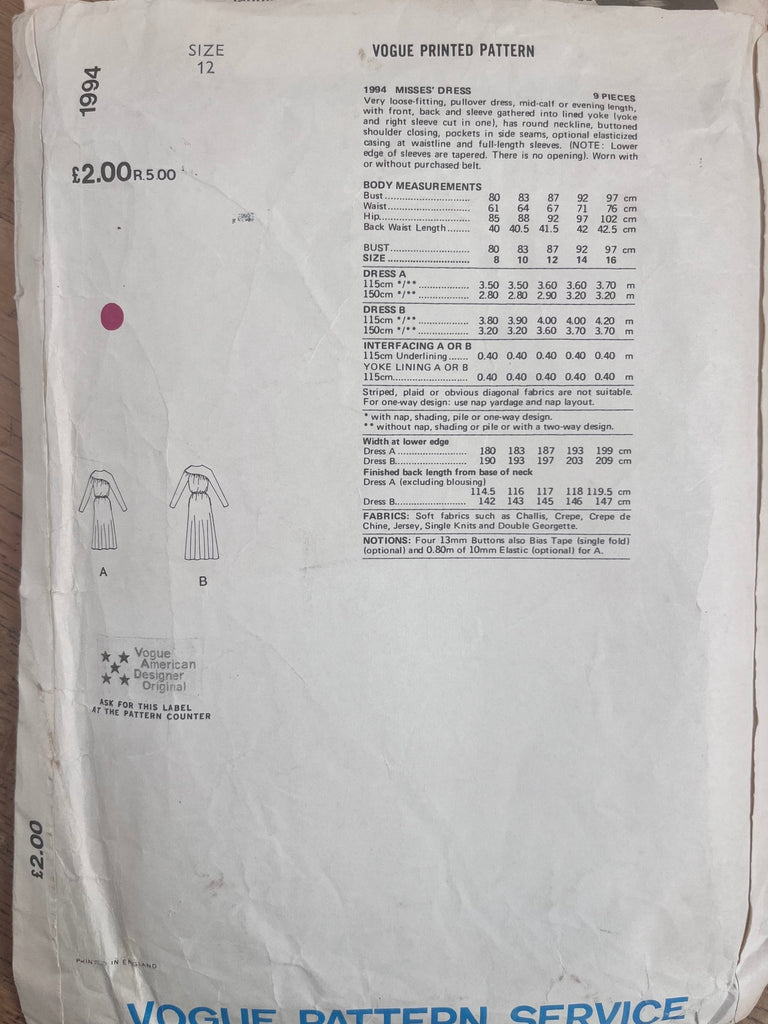 1994
SIZE
12
£2.00 R.5.00
VOGUE PRINTED PATTERN
1994 MISSES' DRESS 9 PIECES
Very loose-fitting, pullover dress, mid-calf or evening length,
with front, back and sleeve gathered into lined yoke (yoke
and right sleeve cut in one), has round neckline, buttoned
shoulder closing, pockets in side seams, optional elasticized
casing at waistline and full-length sleeves. (NOTE: Lower
edge of sleeves are tapered. There is no opening). Worn with
or without purchased belt.
BODY MEASUREMENTS
Bust............................ 80 83 87 92 97 cm
Waist........................... 61 64 67 71 76 cm
Hip............................. 85 88 92 97 102 cm
Back Waist Length........ 40 40.5 41.5 42 42.5 cm
BUST............................ 80 83 87 92 97 cm
SIZE ............................ 8 10 12 14 16
DRESS A
115cm */** .................. 3.50 3.50 3.60 3.60 3.70 m
150cm */** .................. 2.80 2.80 2.90 3.20 3.20 m
DRESS B
115cm */** .................. 3.80 3.90 4.00 4.00 4.20 m
150cm */** .................. 3.20 3.20 3.60 3.70 3.70 m
INTERFACING A OR B
115cm Underlining ....... 0.40 0.40 0.40 0.40 0.40 m
YOKE LINING A OR B
115cm.......................... 0.40 0.40 0.40 0.40 0.40 m
Striped, plaid or obvious diagonal fabrics are not suitable.
For one-way design: use nap yardage and nap layout.
* with nap, shading, pile or one-way design.
** without nap, shading or pile or with a two-way design.
Width at lower edge
Dress A ........................ 180 183 187 193 199 cm
Dress B......................... 190 193 197 203 209 cm
Finished back length from base of neck
Dress A (excluding blousing)
114.5 116 117 118 119.5 cm
Dress B......................... 142 143 145 146 147 cm
FABRICS: Soft fabrics such as Challis, Crepe, Crepe de
Chine, Jersey, Single Knits and Double Georgette.
NOTIONS: Four 13mm Buttons also Bias Tape (single fold)
(optional) and 0.80m of 10mm Elastic (optional) for A.
A
B
Vogue
American
Designer
Original
ASK FOR THIS LABEL
AT THE PATTERN COUNTER
£2.00
PRINTED IN ENGLAND
VOGUE PATTERN SERVICE